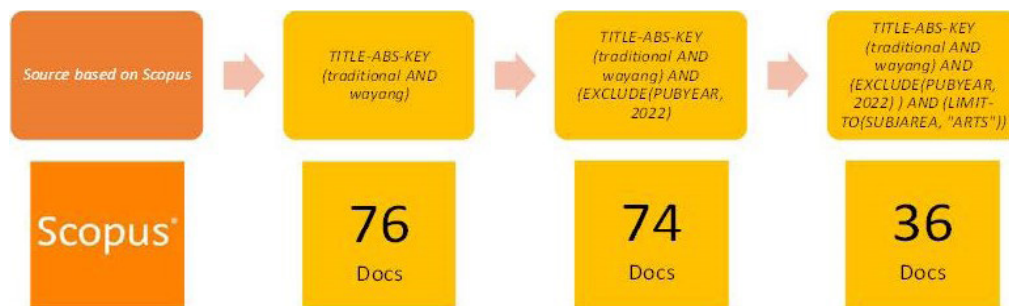 Source based on Scopus
TITLE-ABS-KEY
(traditional AND
wayang)
TITLE-ABS-KEY
(traditional AND
wayang) AND
(EXCLUDE(PUBYEAR,
2022)
TITLE-ABS-KEY
(traditional AND
wayang) AND
(EXCLUDE(PUBYEAR,
2022) ) AND (LIMIT-
TO(SUBJAREA, "ARTS"))
Scopus®
76
Docs
74
Docs
36
Docs